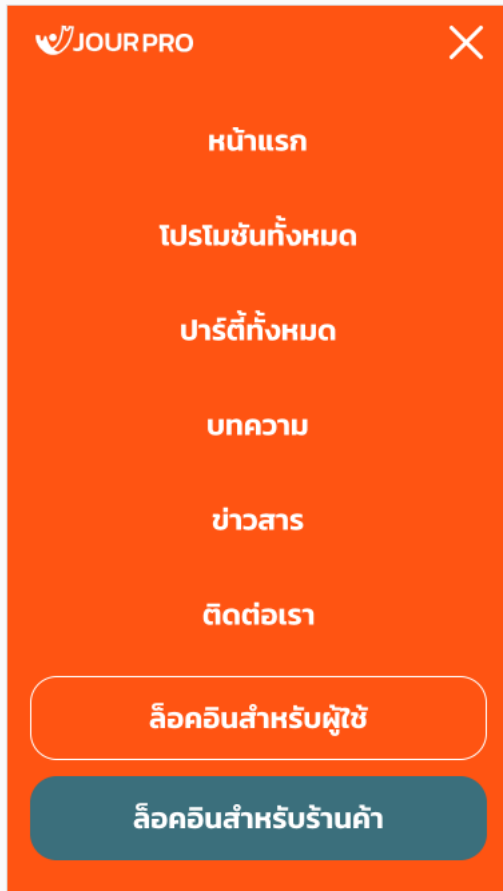 JOURPRO
หน้าแรก
โปรโมชันทั้งหมด
ปาร์ตี้ทั้งหมด
บทความ
ข่าวสาร
ติดต่อเรา
ล็อคอินสำหรับผู้ใช้
ล็อคอินสำหรับร้านค้า